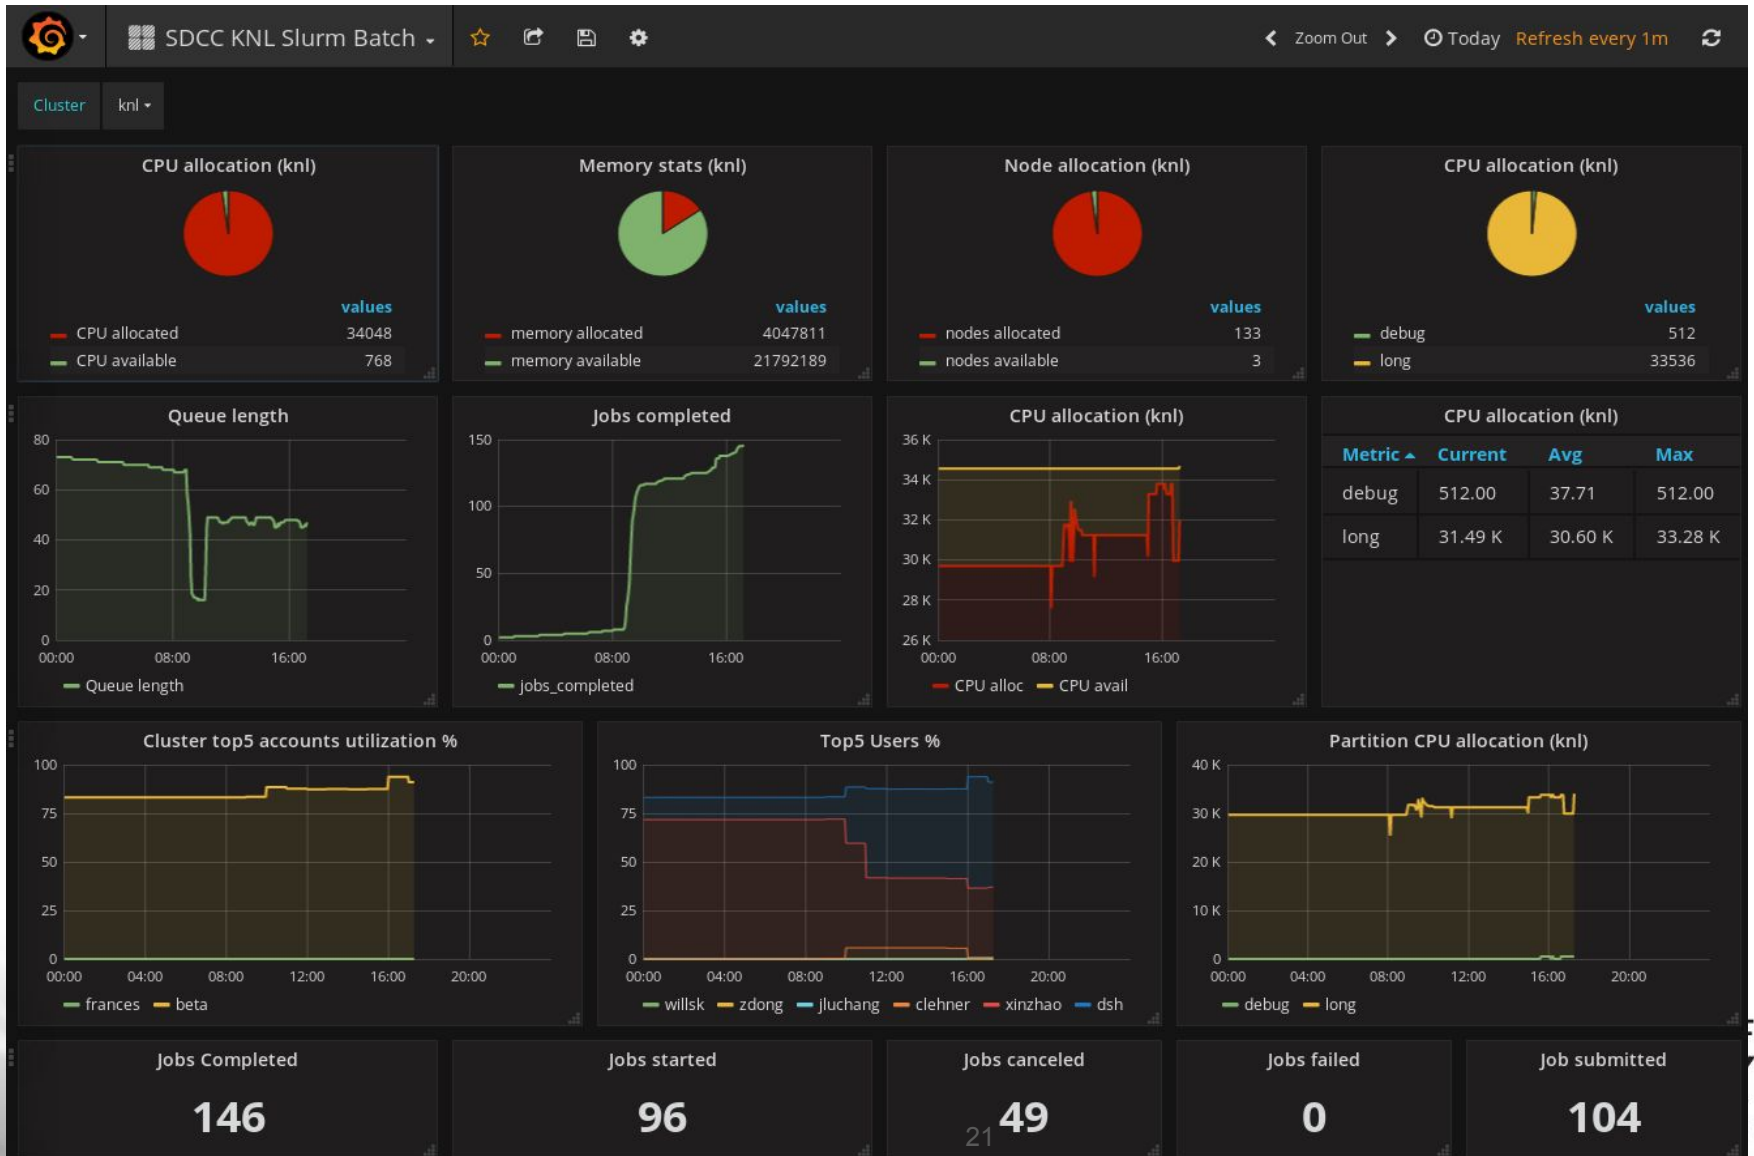 SDCC KNL Slurm Batch
Zoom Out
Today Refresh every 1m
Cluster knl
CPU allocation (knl)
values
CPU allocated 34048
CPU available 768
Memory stats (knl)
values
memory allocated 4047811
memory available 21792189
Node allocation (knl)
values
nodes allocated 133
nodes available 3
CPU allocation (knl)
values
debug 512
long 33536
Queue length
80
60
40
20
0
00:00 08:00 16:00
Queue length
Jobs completed
150
100
50
0
00:00 08:00 16:00
jobs_completed
CPU allocation (knl)
36 K
34 K
32 K
30 K
28 K
26 K
00:00 08:00 16:00
CPU alloc CPU avail
CPU allocation (knl)
Metric Current Avg Max
debug 512.00 37.71 512.00
long 31.49 K 30.60 K 33.28 K
Cluster top5 accounts utilization %
100
75
50
25
0
00:00 04:00 08:00 12:00 16:00 20:00
frances beta
Top5 Users %
100
75
50
25
0
00:00 04:00 08:00 12:00 16:00 20:00
willsk zdong jluchang clehner xinzhao dsh
Partition CPU allocation (knl)
40 K
30 K
20 K
10 K
0
00:00 04:00 08:00 12:00 16:00 20:00
debug long
Jobs Completed
146
Jobs started
96
Jobs canceled
49
21
Jobs failed
0
Job submitted
104